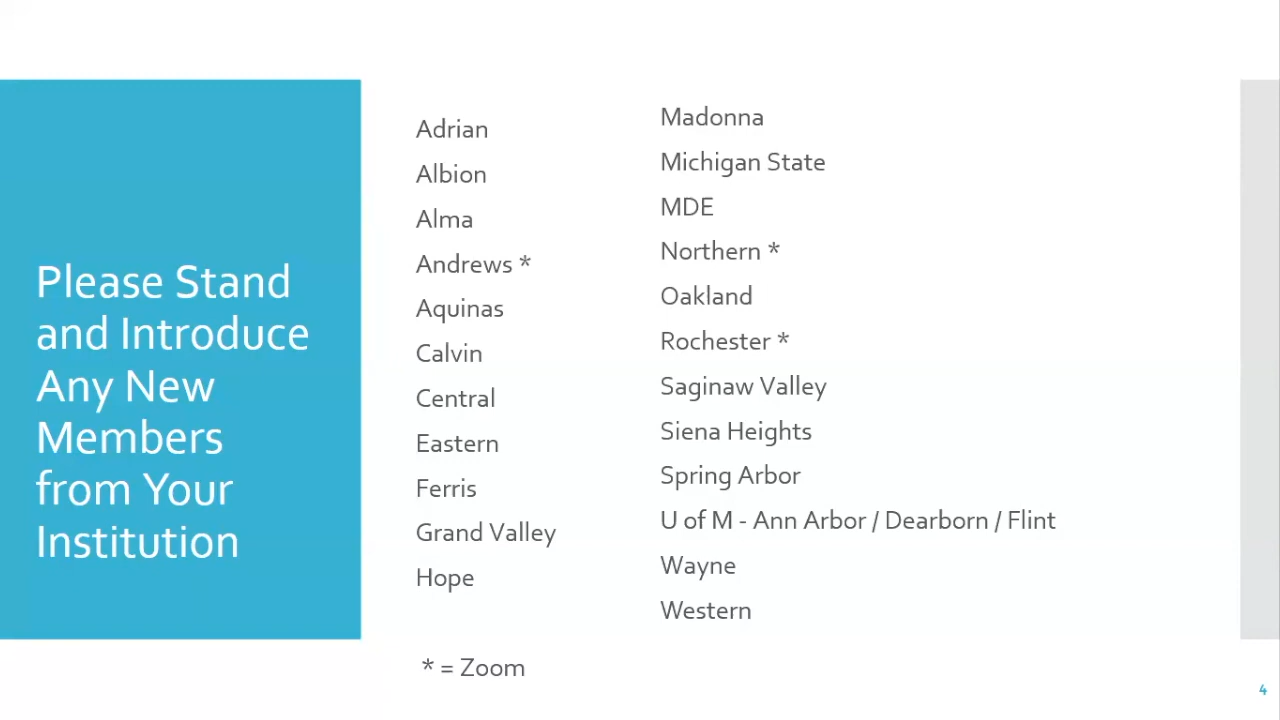 Please Stand
and Introduce
Any New
Members
from Your
Institution
Adrian
Albion
Alma
Andrews *
Aquinas
Calvin
Central
Eastern
Ferris
Grand Valley
Hope
Madonna
Michigan State
MDE
Northern *
Oakland
Rochester *
Saginaw Valley
Siena Heights
Spring Arbor
U of M - Ann Arbor / Dearborn / Flint
Wayne
Western
* = Zoom
4